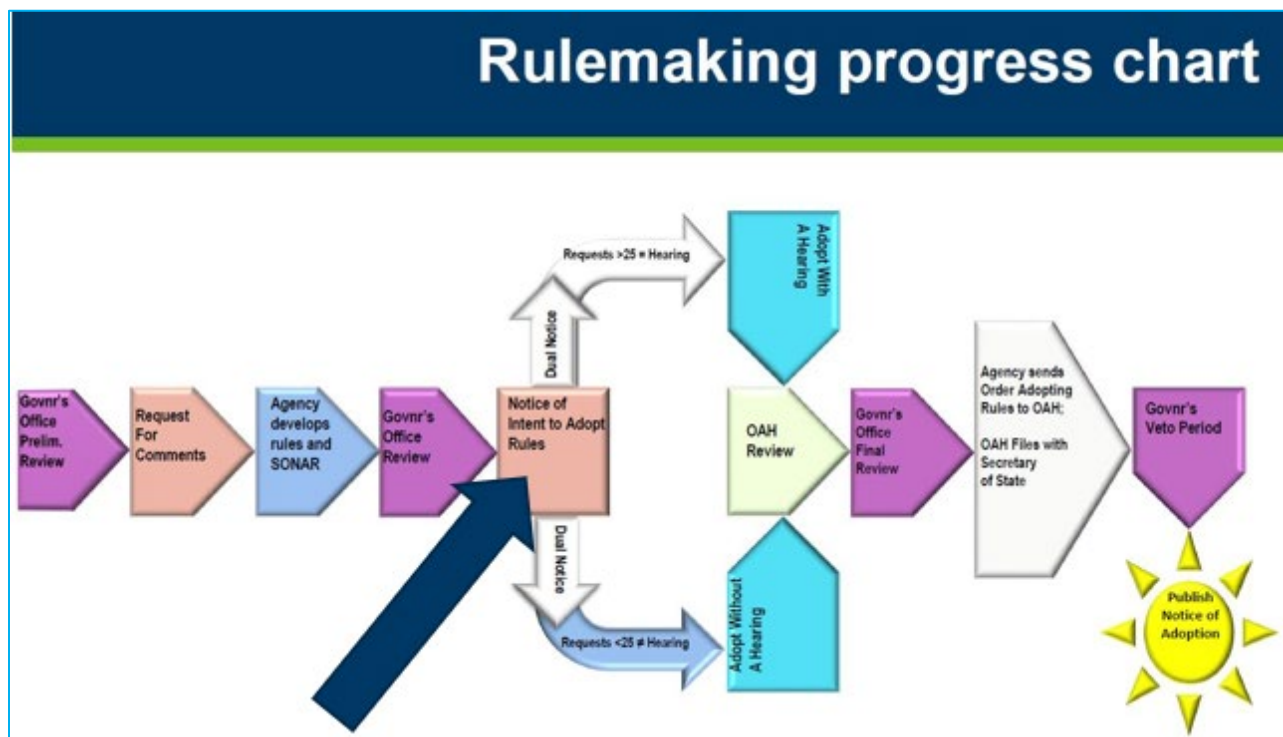 Rulemaking progress chart
Govnr's
Office
Prelim.
Review
Request
For
Comments
Agency
develops
rules and
SONAR
Govnr's
Office
Review
Notice of
Intent to Adopt
Rules
Dual Notice
Requests >25 = Hearing
Adopt With
A Hearing
Dual Notice
Requests <25 ≠ Hearing
Adopt Without
A Hearing
OAH
Review
Govnr's
Office
Final
Review
Agency sends
Order Adopting
Rules to OAH;
OAH Files with
Secretary
of State
Govnr's
Veto Period
Publish
Notice of
Adoption